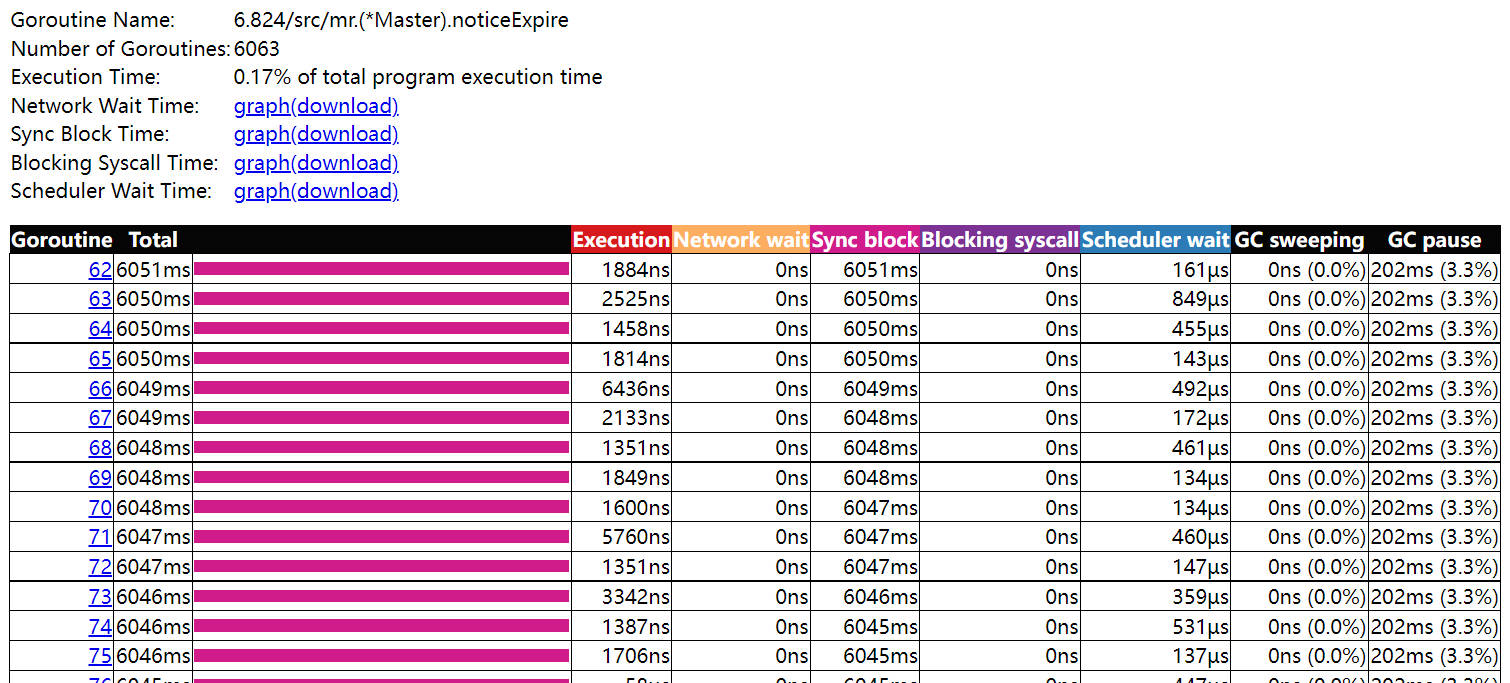 Goroutine Name: 6.824/src/mr.(*Master).noticeExpire
Number of Goroutines: 6063
Execution Time: 0.17% of total program execution time
Network Wait Time: graph(download)
Sync Block Time: graph(download)
Blocking Syscall Time: graph(download)
Scheduler Wait Time: graph(download)
Goroutine Total Execution Network wait Sync block Blocking syscall Scheduler wait GC sweeping GC pause
62 6051ms 1884ns 0ns 6051ms 0ns 161µs 0ns (0.0%) 202ms (3.3%)
63 6050ms 2525ns 0ns 6050ms 0ns 849µs 0ns (0.0%) 202ms (3.3%)
64 6050ms 1458ns 0ns 6050ms 0ns 455µs 0ns (0.0%) 202ms (3.3%)
65 6050ms 1814ns 0ns 6050ms 0ns 143µs 0ns (0.0%) 202ms (3.3%)
66 6049ms 6436ns 0ns 6049ms 0ns 492µs 0ns (0.0%) 202ms (3.3%)
67 6049ms 2133ns 0ns 6048ms 0ns 172µs 0ns (0.0%) 202ms (3.3%)
68 6048ms 1351ns 0ns 6048ms 0ns 461µs 0ns (0.0%) 202ms (3.3%)
69 6048ms 1849ns 0ns 6048ms 0ns 134µs 0ns (0.0%) 202ms (3.3%)
70 6048ms 1600ns 0ns 6047ms 0ns 134µs 0ns (0.0%) 202ms (3.3%)
71 6047ms 5760ns 0ns 6047ms 0ns 460µs 0ns (0.0%) 202ms (3.3%)
72 6047ms 1351ns 0ns 6047ms 0ns 147µs 0ns (0.0%) 202ms (3.3%)
73 6046ms 3342ns 0ns 6046ms 0ns 359µs 0ns (0.0%) 202ms (3.3%)
74 6046ms 1387ns 0ns 6045ms 0ns 531µs 0ns (0.0%) 202ms (3.3%)
75 6046ms 1706ns 0ns 6045ms 0ns 137µs 0ns (0.0%) 202ms (3.3%)